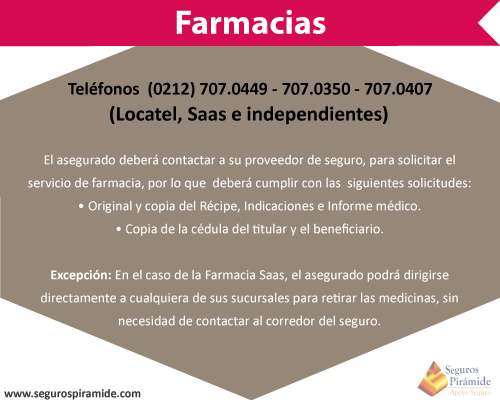 Farmacias
Teléfonos (0212) 707.0449 - 707.0350 - 707.0407
(Locatel, Saas e independientes)
El asegurado deberá contactar a su proveedor de seguro, para solicitar el
servicio de farmacia, por lo que deberá cumplir con las siguientes solicitudes:
• Original y copia del Récipe, Indicaciones e Informe médico.
• Copia de la cédula del titular y el beneficiario.
Excepción: En el caso de la Farmacia Saas, el asegurado podrá dirigirse
directamente a cualquiera de sus sucursales para retirar las medicinas, sin
necesidad de contactar al corredor del seguro.
Seguros
Pirámide
Apoyo Seguro
www.segurospiramide.com